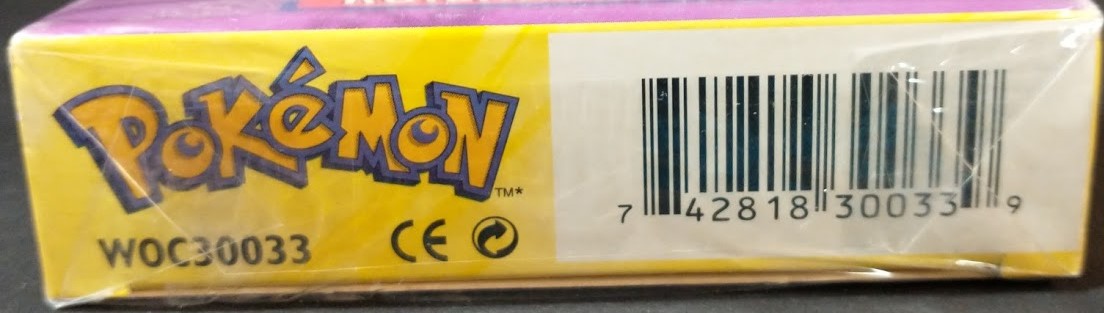 POKéMON
TM*
WOC30033
CE
7 42818 30033 9